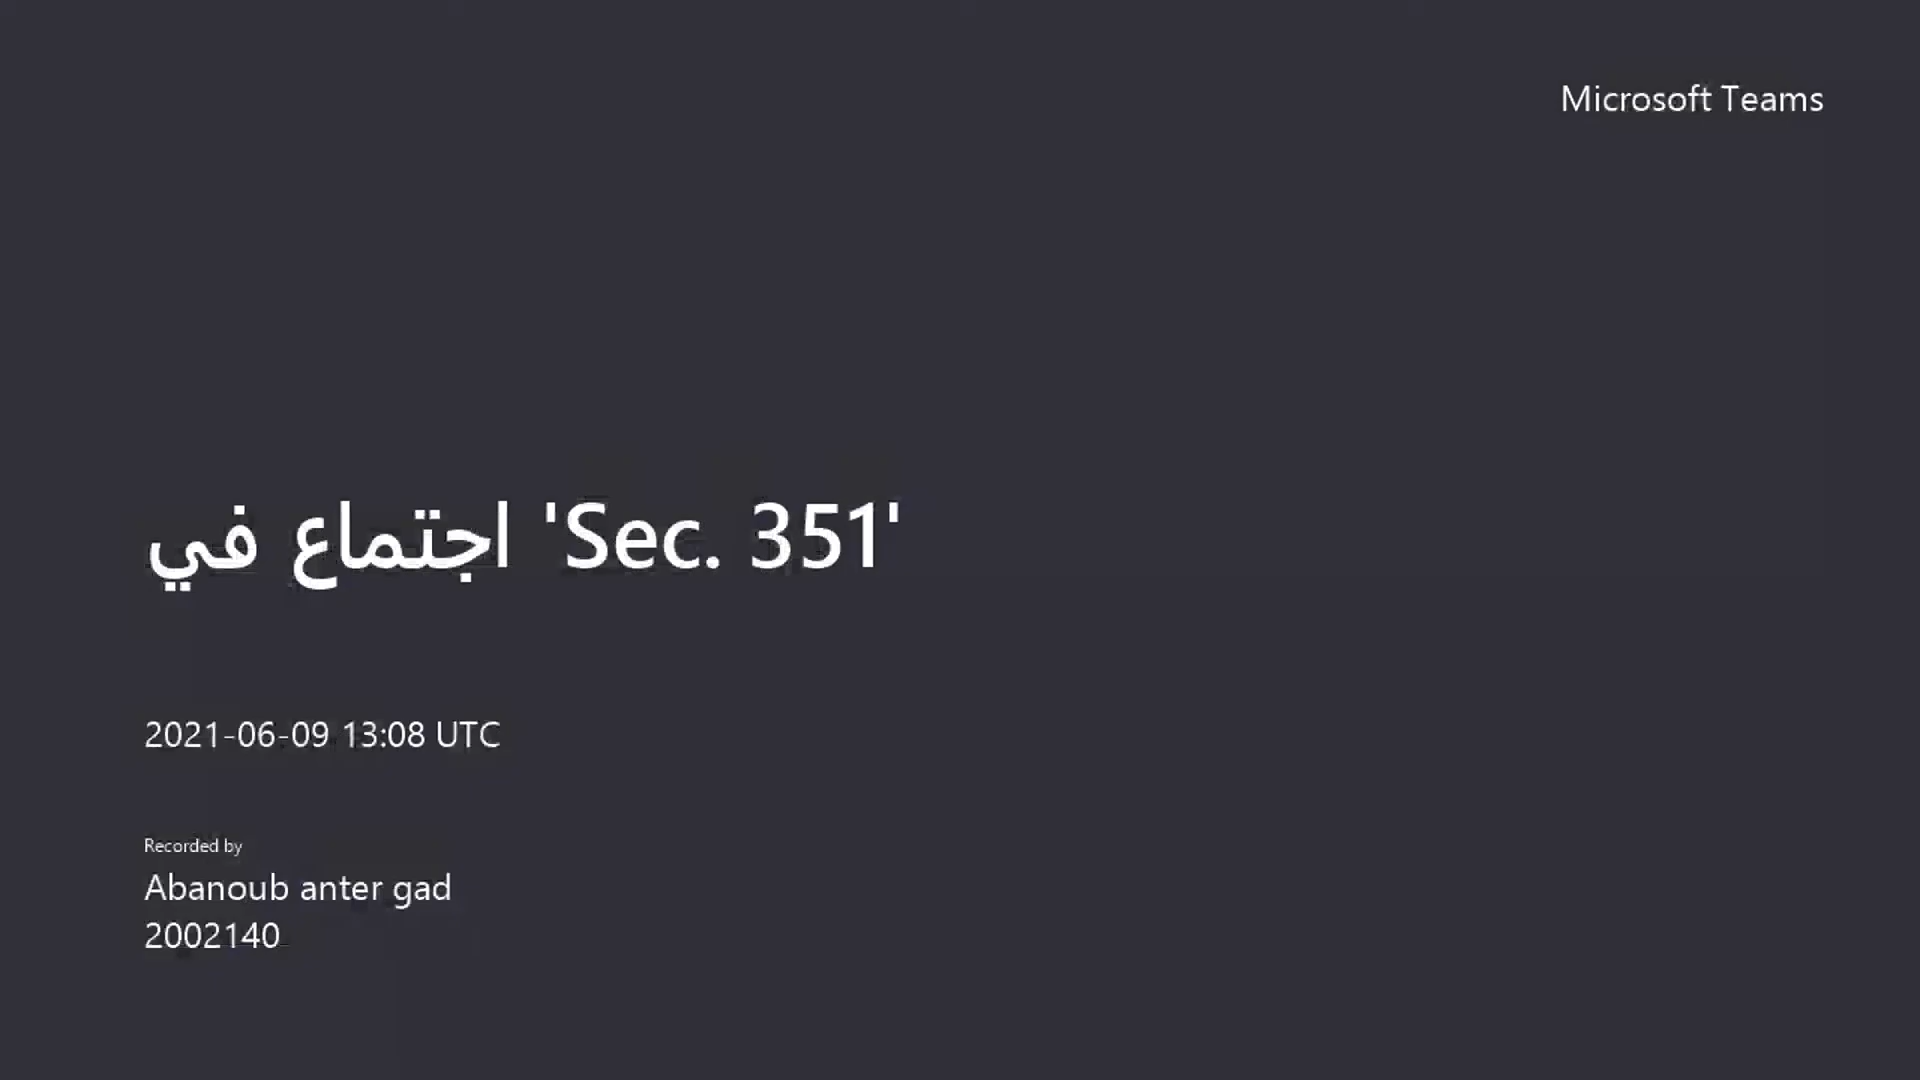 Microsoft Teams
اجتماع في 'Sec. 351'
2021-06-09 13:08 UTC
Recorded by
Abanoub anter gad
2002140